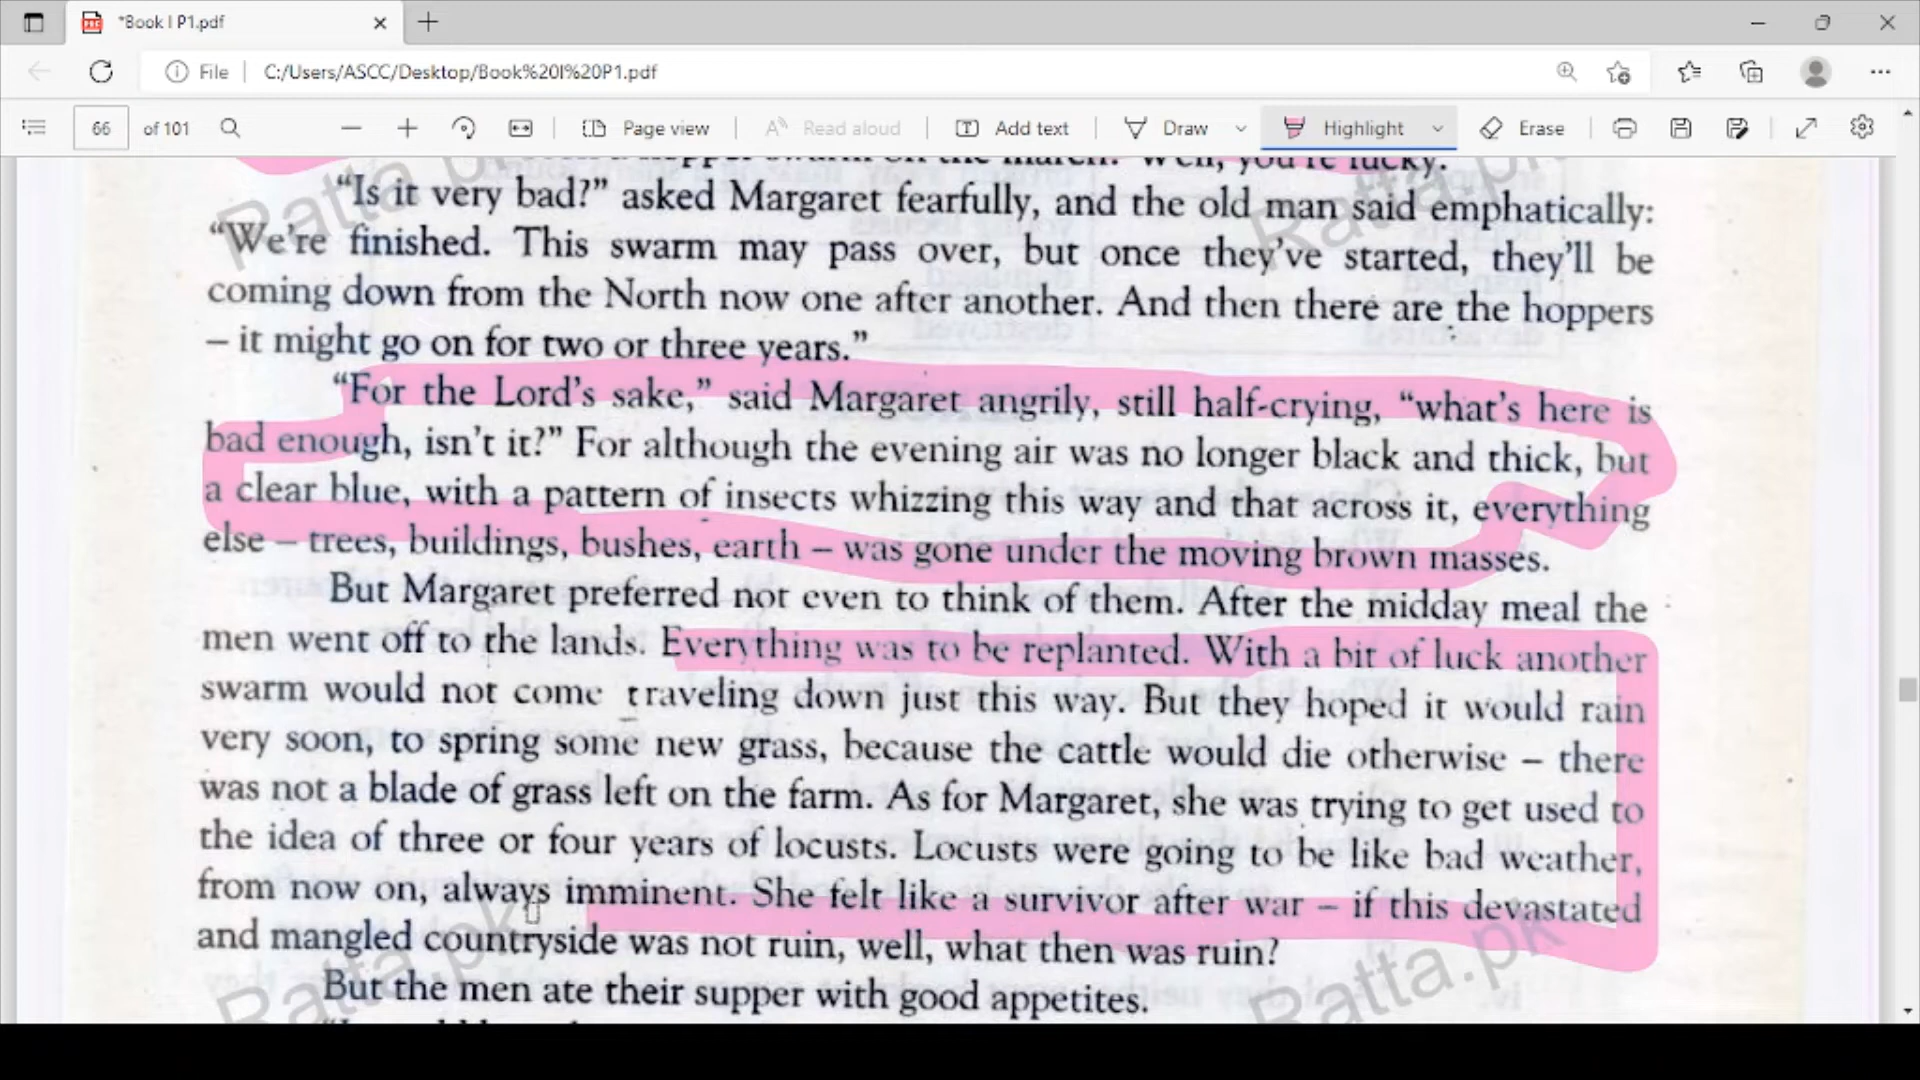 *Book I P1.pdf
File C:/Users/ASCC/Desktop/Book%20I%20P1.pdf
66 of 101 Page view Read aloud Add text Draw Highlight Erase
you're lucky.
"Is it very bad?" asked Margaret fearfully, and the old man said emphatically:
"We're finished. This swarm may pass over, but once they've started, they'll be
coming down from the North now one after another. And then there are the hoppers
– it might go on for two or three years."
"For the Lord's sake," said Margaret angrily, still half-crying, "what's here is
bad enough, isn't it?" For although the evening air was no longer black and thick, but
a clear blue, with a pattern of insects whizzing this way and that across it, everything
else – trees, buildings, bushes, earth – was gone under the moving brown masses.
But Margaret preferred not even to think of them. After the midday meal the
men went off to the lands. Everything was to be replanted. With a bit of luck another
swarm would not come traveling down just this way. But they hoped it would rain
very soon, to spring some new grass, because the cattle would die otherwise – there
was not a blade of grass left on the farm. As for Margaret, she was trying to get used to
the idea of three or four years of locusts. Locusts were going to be like bad weather,
from now on, always imminent. She felt like a survivor after war – if this devastated
and mangled countryside was not ruin, well, what then was ruin?
But the men ate their supper with good appetites.
Ratta.pk
Ratta.pk
Ratta.pk
Ratta.pk